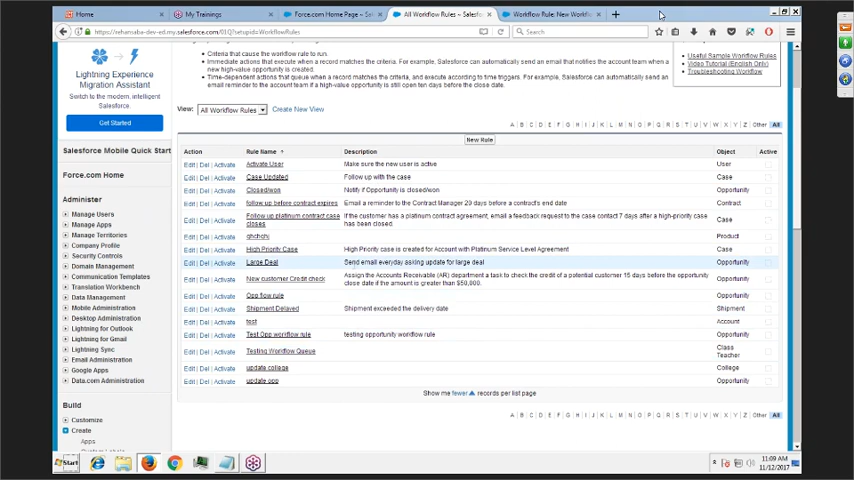 Home
My Trainings
Force.com Home Page ~ Sal...
All Workflow Rules ~ Salesf...
Workflow Rule: New Workfl...
https://rehansaba-dev-ed.my.salesforce.com/01Q?setupid=WorkflowRules
Search
Lightning Experience
Migration Assistant
Switch to the modern, intelligent
Salesforce.
Get Started
Salesforce Mobile Quick Start
Force.com Home
Administer
Manage Users
Manage Apps
Manage Territories
Company Profile
Security Controls
Domain Management
Communication Templates
Translation Workbench
Data Management
Mobile Administration
Desktop Administration
Lightning for Outlook
Lightning for Gmail
Lightning Sync
Email Administration
Google Apps
Data.com Administration
Build
Customize
Create
Apps
Criteria that cause the workflow rule to run.
Immediate actions that execute when a record matches the criteria. For example, Salesforce can automatically send an email that notifies the account team when a
new high-value opportunity is created.
Time-dependent actions that queue when a record matches the criteria, and execute according to time triggers. For example, Salesforce can automatically send an
email reminder to the account team if a high-value opportunity is still open ten days before the close date.
Useful Sample Workflow Rules
Video Tutorial (English Only)
Troubleshooting Workflow
View: All Workflow Rules Create New View
A B C D E F G H I J K L M N O P Q R S T U V W X Y Z Other All
New Rule
Action Rule Name Description Object Active
Edit | Del | Activate Activate User Make sure the new user is active User
Edit | Del | Activate Case Updated Follow up with the case Case
Edit | Del | Activate Closed/won Notify if Opportunity is closed/won Opportunity
Edit | Del | Activate follow up before contract expires Email a reminder to the Contract Manager 20 days before a contract's end date Contract
Edit | Del | Activate Follow up platinum contract case closes If the customer has a platinum contract agreement, email a feedback request to the case contact 7 days after a high-priority case has been closed. Case
Edit | Del | Activate ghchchj Product
Edit | Del | Activate High Priority Case High Priority case is created for Account with Platinum Service Level Agreement Case
Edit | Del | Activate Large Deal Send email everyday asking update for large deal Opportunity
Edit | Del | Activate New customer Credit check Assign the Accounts Receivable (AR) department a task to check the credit of a potential customer 15 days before the opportunity close date if the amount is greater than $50,000. Opportunity
Edit | Del | Activate Opp flow rule Opportunity
Edit | Del | Activate Shipment Delayed Shipment exceeded the delivery date Shipment
Edit | Del | Activate test Account
Edit | Del | Activate Test Opp workflow rule testing opportunity workflow rule Opportunity
Edit | Del | Activate Testing Workflow Queue Class Teacher
Edit | Del | Activate update college College
Edit | Del | Activate update opp Opportunity
Show me fewer records per list page
A B C D E F G H I J K L M N O P Q R S T U V W X Y Z Other All
Start
11:09 AM
11/12/2017